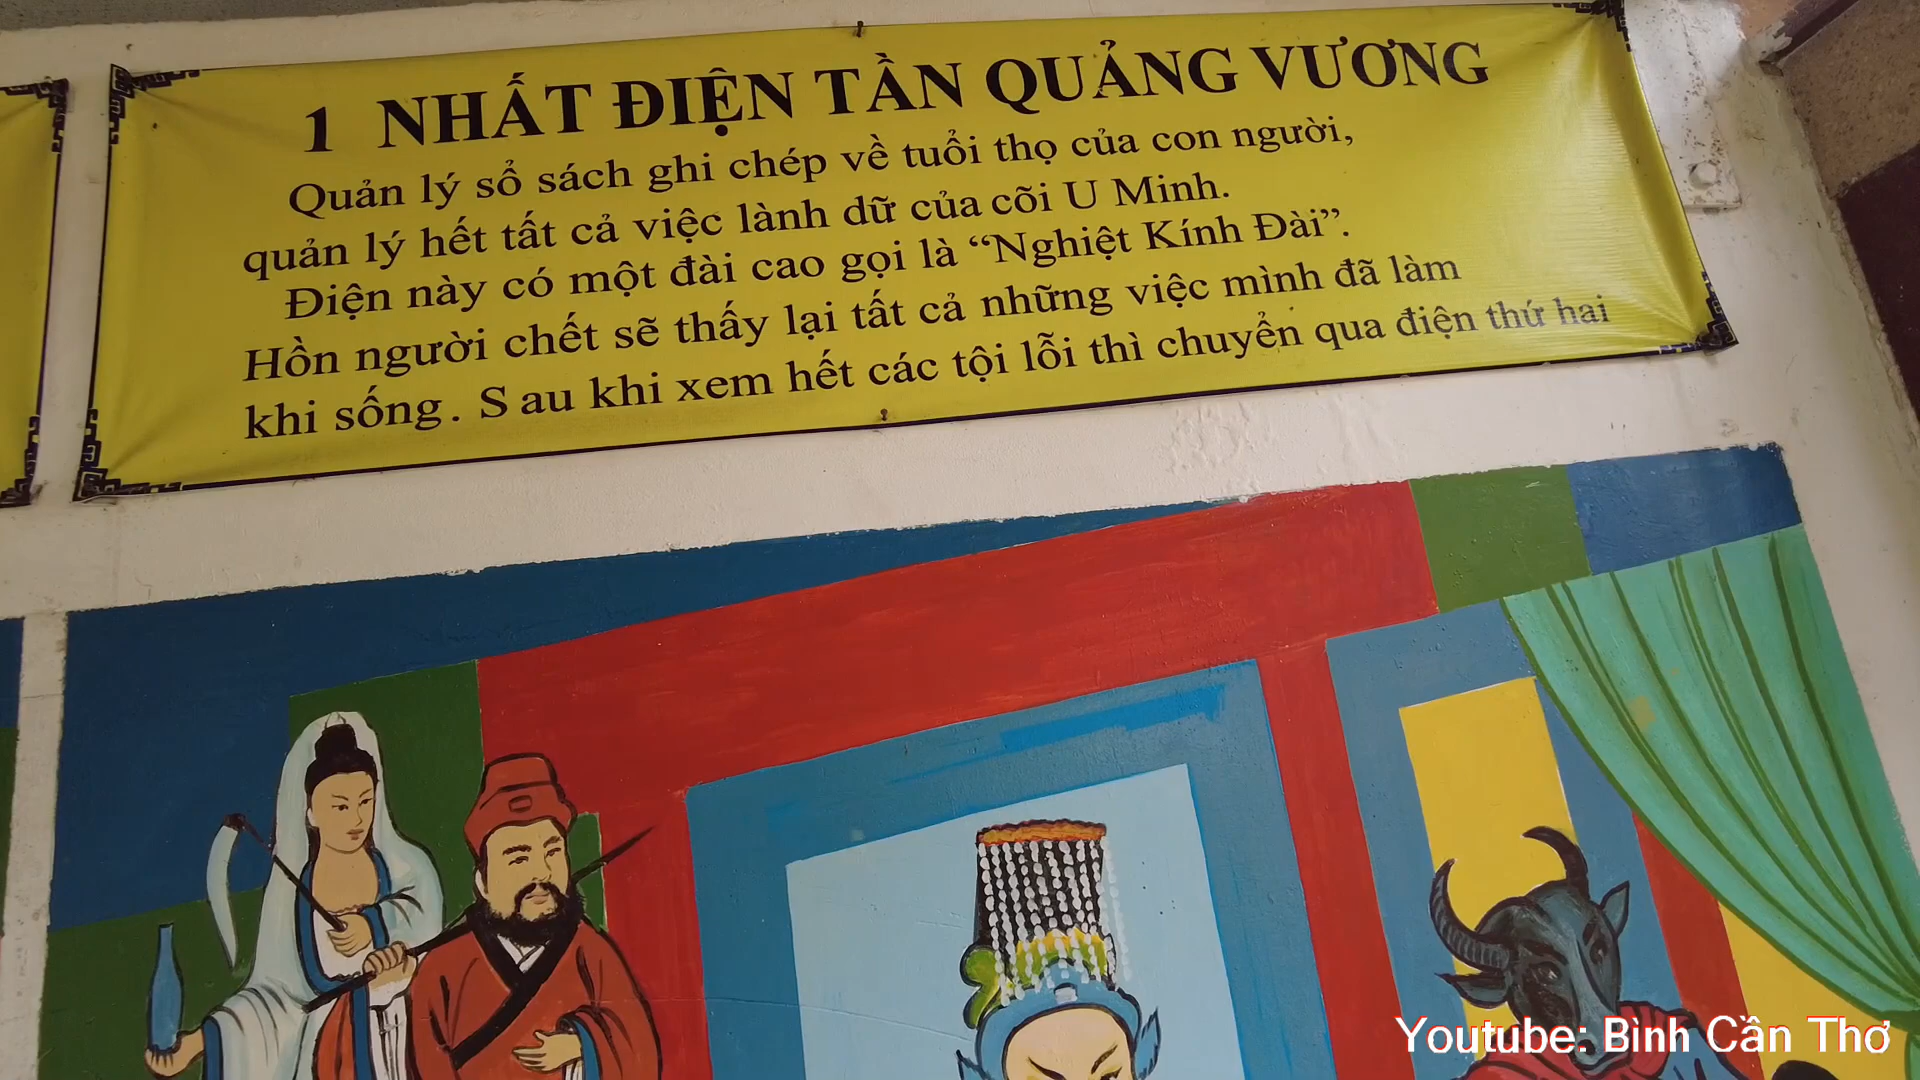 1 NHẤT ĐIỆN TẦN QUẢNG VƯƠNG
Quản lý sổ sách ghi chép về tuổi thọ của con người,
quản lý hết tất cả việc lành dữ của cõi U Minh.
Điện này có một đài cao gọi là “Nghiệt Kính Đài”.
Hồn người chết sẽ thấy lại tất cả những việc mình đã làm
khi sống. Sau khi xem hết các tội lỗi thì chuyển qua điện thứ hai
Youtube: Bình Cần Thơ